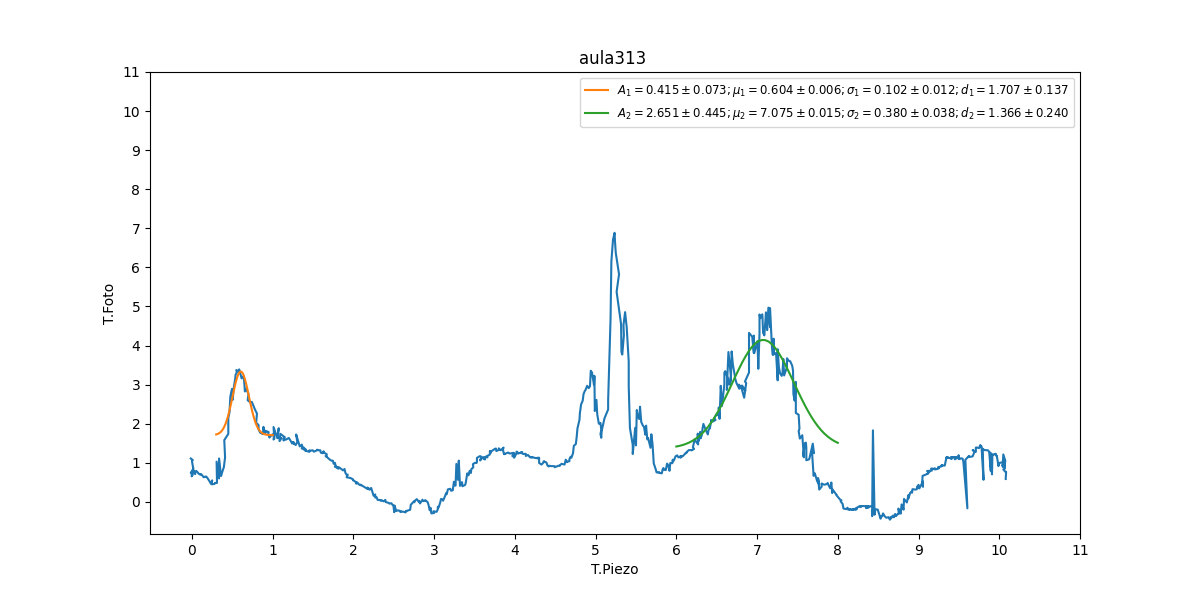 aula313
A₁ = 0.415 ± 0.073; μ₁ = 0.604 ± 0.006; σ₁ = 0.102 ± 0.012; d₁ = 1.707 ± 0.137
A₂ = 2.651 ± 0.445; μ₂ = 7.075 ± 0.015; σ₂ = 0.380 ± 0.038; d₂ = 1.366 ± 0.240
T.Foto
11
10
9
8
7
6
5
4
3
2
1
0
0 1 2 3 4 5 6 7 8 9 10 11
T.Piezo